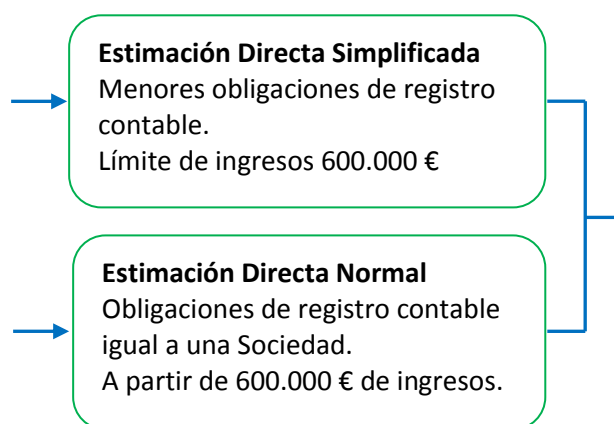 Estimación Directa Simplificada
Menores obligaciones de registro
contable.
Límite de ingresos 600.000 €
Estimación Directa Normal
Obligaciones de registro contable
igual a una Sociedad.
A partir de 600.000 € de ingresos.